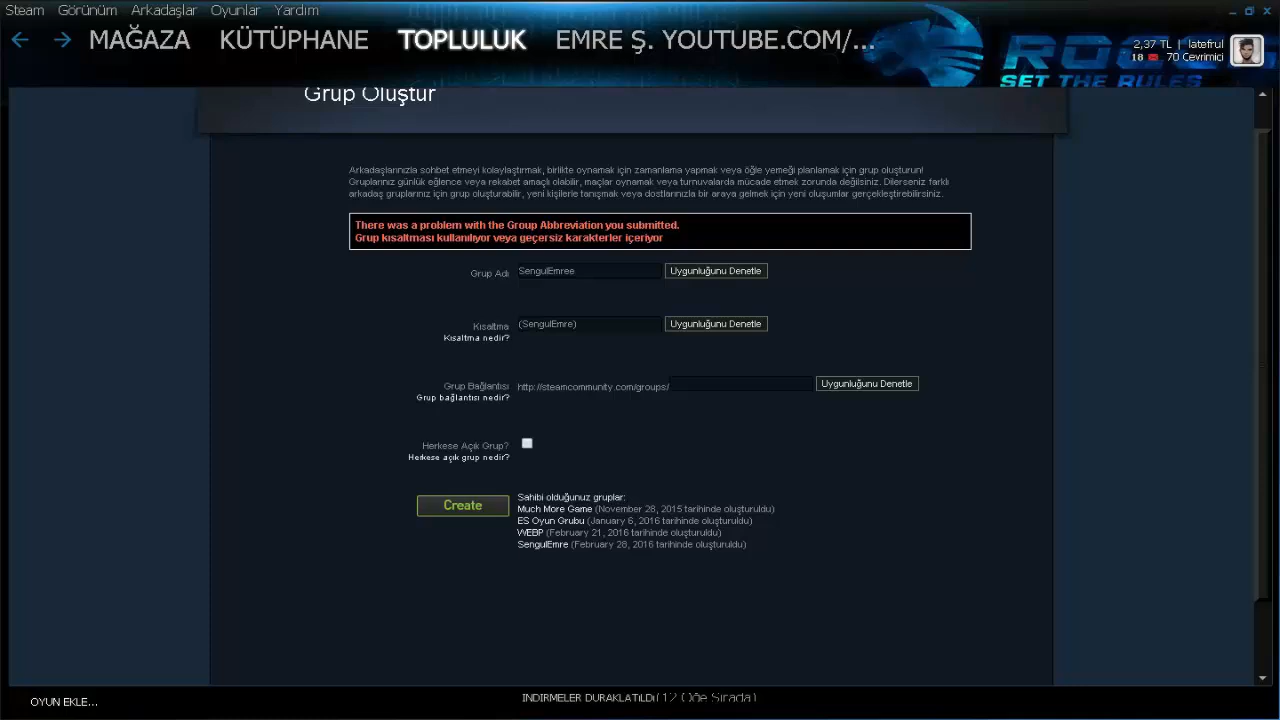 Steam Görünüm Arkadaşlar Oyunlar Yardım
MAĞAZA KÜTÜPHANE TOPLULUK EMRE Ş. YOUTUBE.COM/...
2,37 TL | lateful
18 70 Çevrimiçi
SET THE RULES
Grup Oluştur
Arkadaşlarınızla sohbet etmeyi kolaylaştırmak, birlikte oynamak için zamanlama yapmak veya öğle yemeği planlamak için grup oluşturun!
Gruplarınız günlük eğlence veya rekabet amaçlı olabilir, maçlar oynamak veya turnuvalarda mücade etmek zorunda değilsiniz. Dilerseniz farklı
arkadaş gruplarınız için grup oluşturabilir, yeni kişilerle tanışmak veya dostlarınızla bir araya gelmek için yeni oluşumlar gerçekleştirebilirsiniz.
There was a problem with the Group Abbreviation you submitted.
Grup kısaltması kullanılıyor veya geçersiz karakterler içeriyor
Grup Adı SengulEmree Uygunluğunu Denetle
Kısaltma (SengulEmre) Uygunluğunu Denetle
Kısaltma nedir?
Grup Bağlantısı http://steamcommunity.com/groups/ Uygunluğunu Denetle
Grup bağlantısı nedir?
Herkese Açık Grup?
Herkese açık grup nedir?
Create
Sahibi olduğunuz gruplar:
Much More Game (November 28, 2015 tarihinde oluşturuldu)
ES Oyun Grubu (January 6, 2016 tarihinde oluşturuldu)
WEBP (February 21, 2016 tarihinde oluşturuldu)
SengulEmre (February 28, 2016 tarihinde oluşturuldu)
OYUN EKLE...
İNDİRMELER DURAKLATILDI (12 Öğe Sırada)